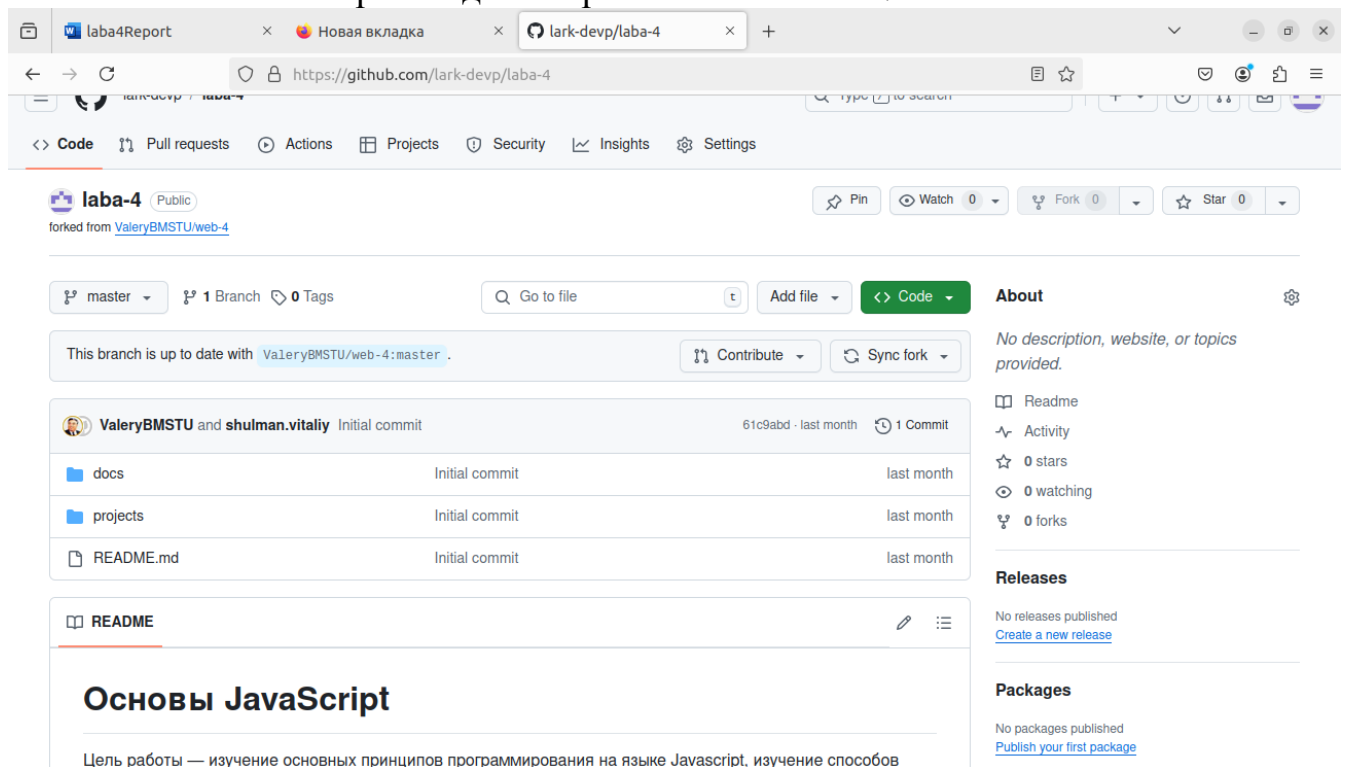 laba4Report
Новая вкладка
lark-devp/laba-4
https://github.com/lark-devp/laba-4
lark-devp / laba-4
Type / to search
Code Pull requests Actions Projects Security Insights Settings
laba-4 Public
Pin Watch 0 Fork 0 Star 0
forked from ValeryBMSTU/web-4
master 1 Branch 0 Tags Go to file t Add file Code
About
This branch is up to date with ValeryBMSTU/web-4:master .
Contribute Sync fork
No description, website, or topics
provided.
ValeryBMSTU and shulman.vitaliy Initial commit 61c9abd · last month 1 Commit
docs Initial commit last month
projects Initial commit last month
README.md Initial commit last month
Readme
Activity
0 stars
0 watching
0 forks
Releases
No releases published
Create a new release
Packages
No packages published
Publish your first package
README
Основы JavaScript
Цель работы — изучение основных принципов программирования на языке Javascript, изучение способов